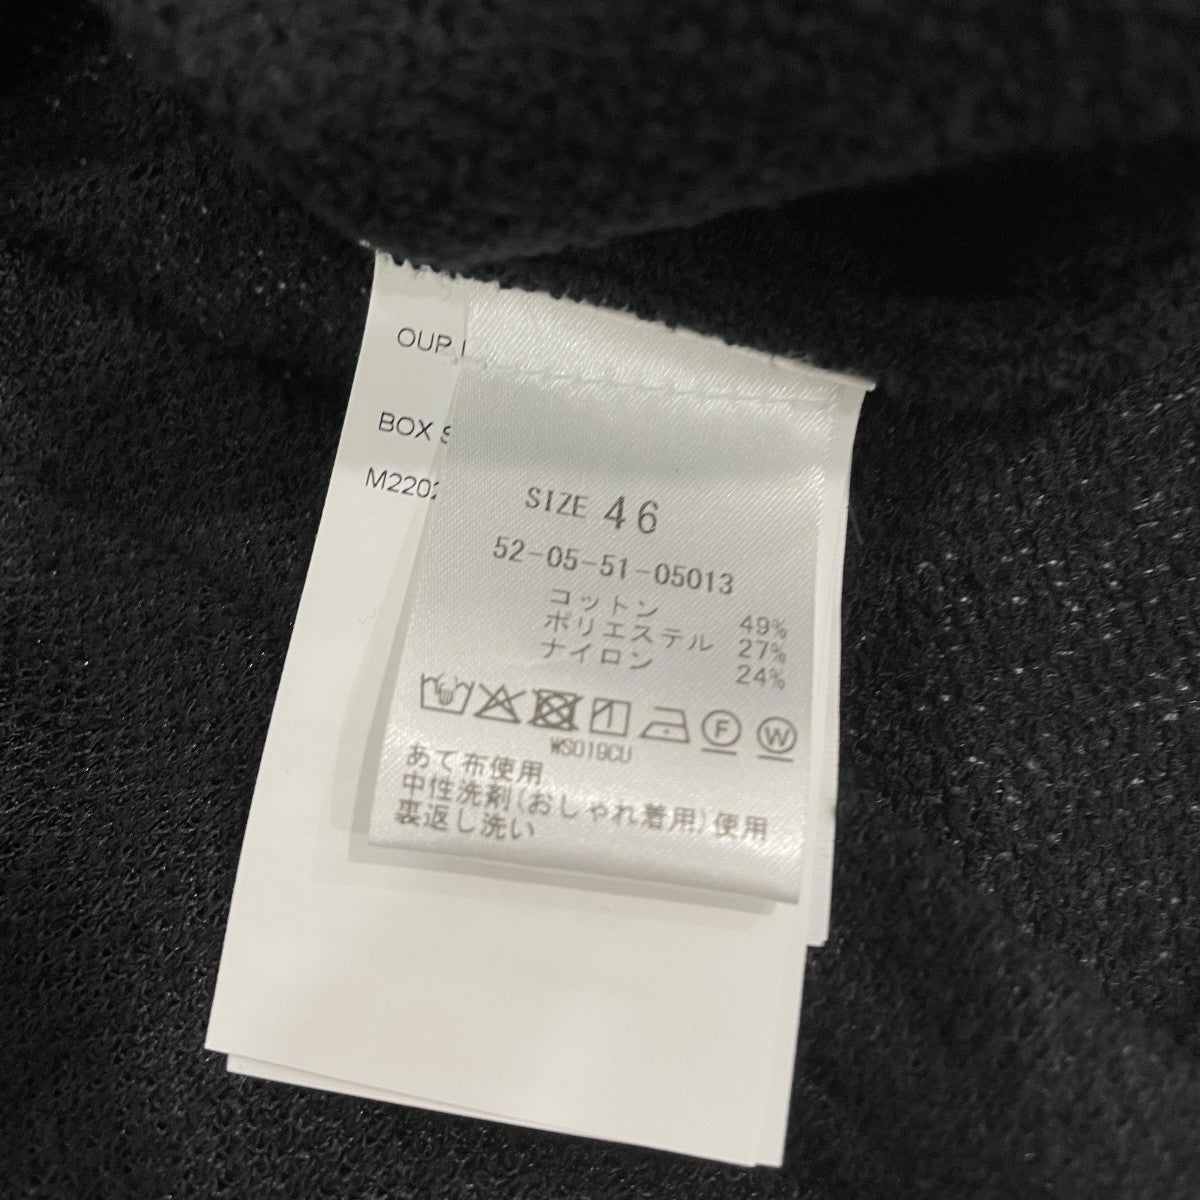 OUR
BOX
M220
SIZE 46
52-05-51-05013
コットン 49%
ポリエステル 27%
ナイロン 24%
F W
WS019CU
あて布使用
中性洗剤(おしゃれ着用)使用
裏返し洗い